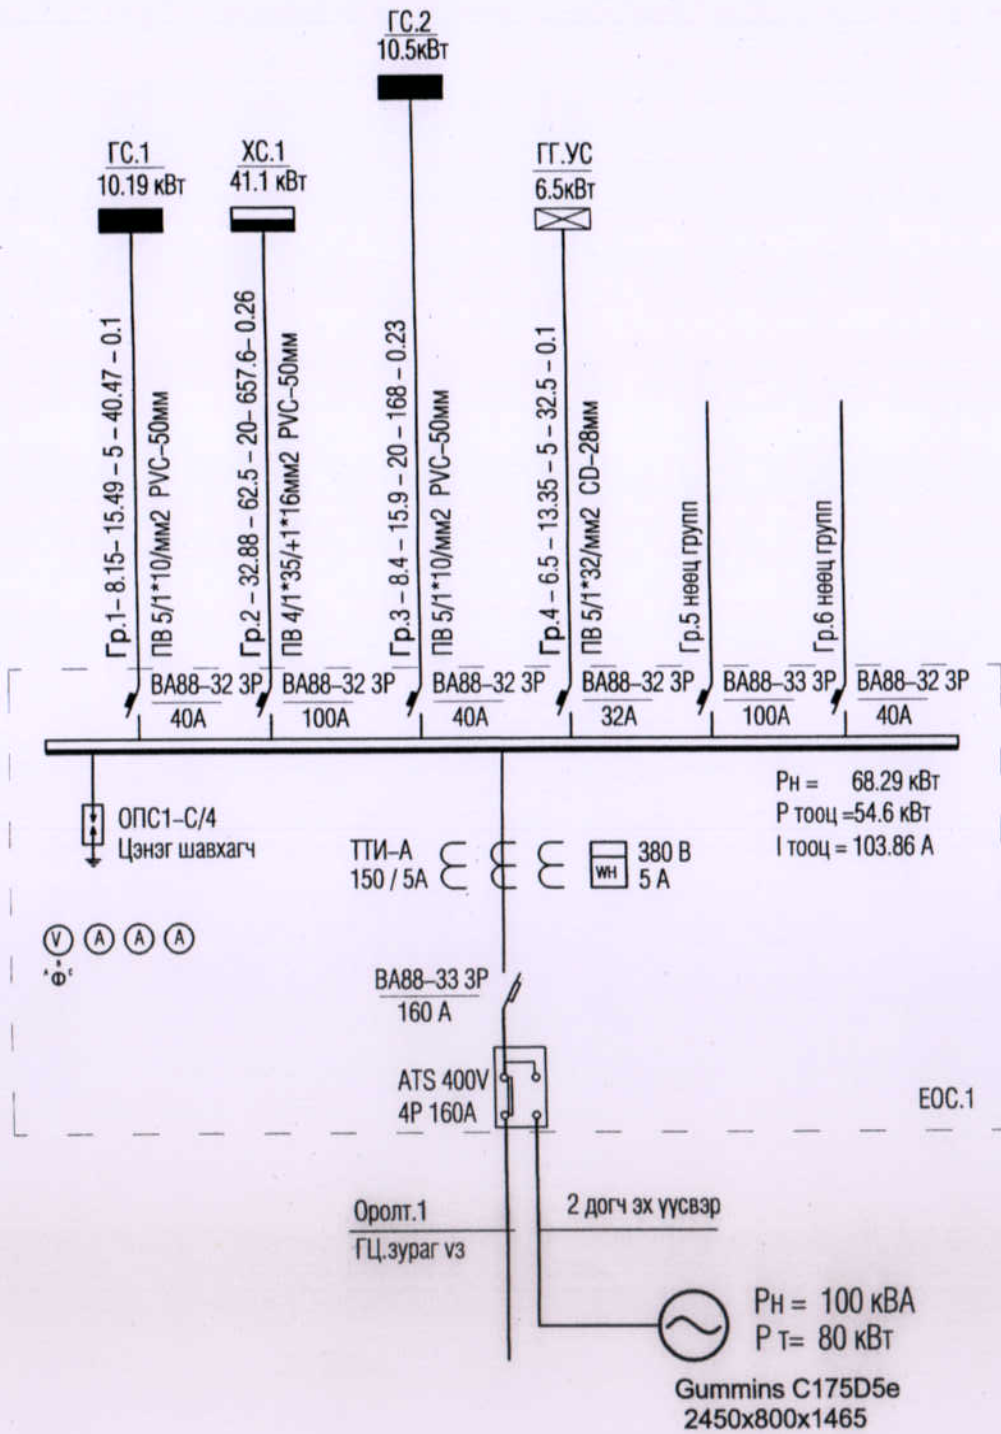 ГС.2
10.5кВт
ГС.1
10.19 кВт
ХС.1
41.1 кВт
ГГ.УС
6.5кВт
Гр.1– 8.15– 15.49 – 5 – 40.47 – 0.1
ПВ 5/1*10/мм2 PVC–50мм
Гр.2 – 32.88 – 62.5 – 20– 657.6– 0.26
ПВ 4/1*35/+1*16мм2 PVC–50мм
Гр.3 – 8.4 – 15.9 – 20 – 168 – 0.23
ПВ 5/1*10/мм2 PVC–50мм
Гр.4 – 6.5 – 13.35 – 5 – 32.5 – 0.1
ПВ 5/1*32/мм2 CD–28мм
Гр.5 нөөц групп
Гр.6 нөөц групп
ВА88–32 3Р
40А
ВА88–32 3Р
100А
ВА88–32 3Р
40А
ВА88–32 3Р
32А
ВА88–33 3Р
100А
ВА88–32 3Р
40А
ОПС1–С/4
Цэнэг шавхагч
Рн = 68.29 кВт
Р тооц =54.6 кВт
I тооц = 103.86 А
ТТИ–А
150 / 5А
WH
380 В
5 А
V A A A
A B C
Ф
ВА88–33 3Р
160 А
ATS 400V
4P 160A
ЕОС.1
Оролт.1
ГЦ.зураг үз
2 догч эх үүсвэр
Рн = 100 кВА
Р т= 80 кВт
Gummins C175D5e
2450x800x1465